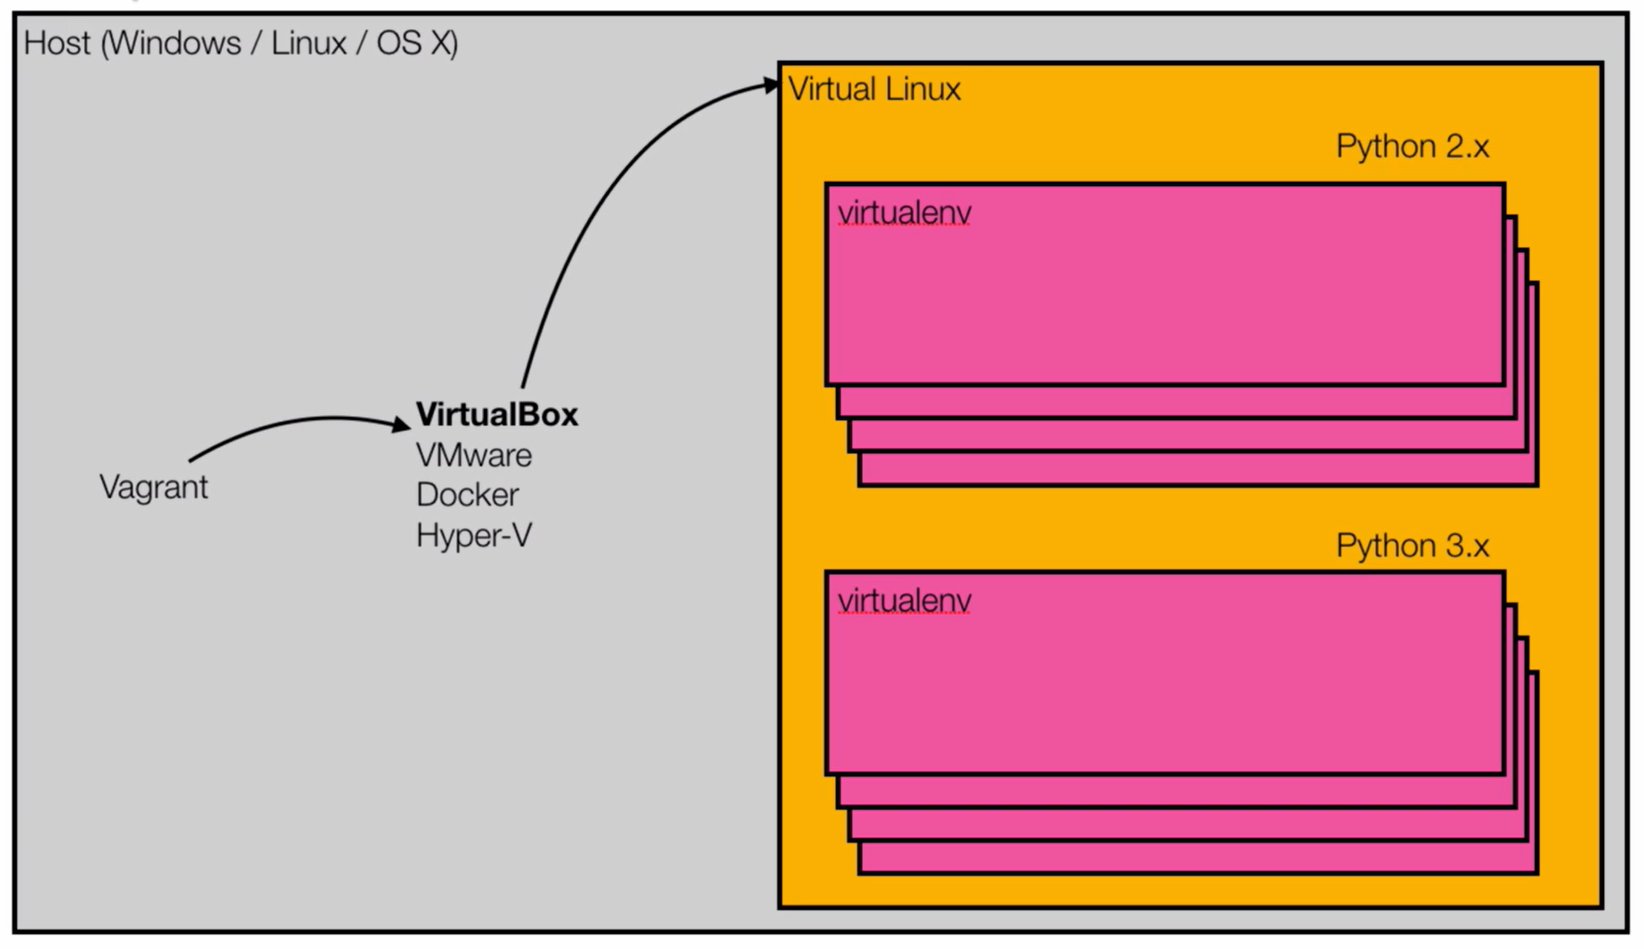 Host (Windows / Linux / OS X)
Virtual Linux
Python 2.x
virtualenv
Vagrant
VirtualBox
VMware
Docker
Hyper-V
Python 3.x
virtualenv